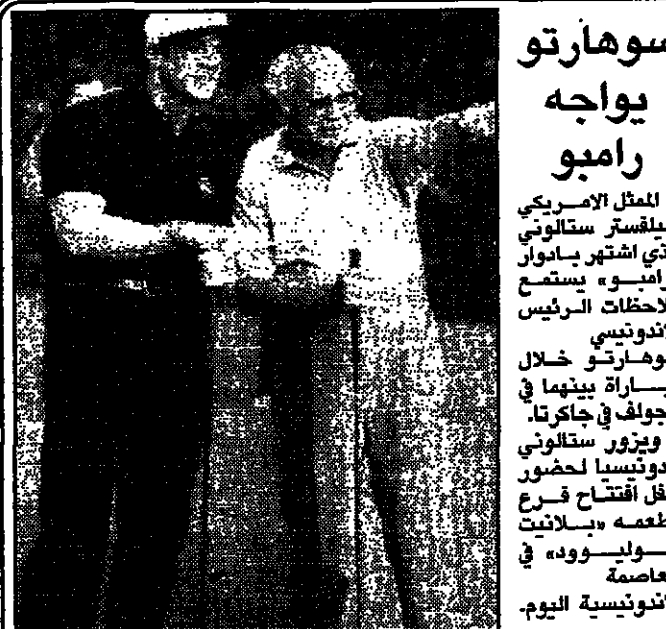 سوهارتو
يواجه
رامبو
الممثل الامريكي
يلفستر ستالوني
ذي اشتهر بادوار
رامبو» يستمع
لاحظات الرئيس
اندونيسي
وهارتو خلال
باراة بينهما في
جولف في جاكرتا.
ويزور ستالوني
دونيسيا لحضور
فل افتتاح فرع
طعمه «بلانيت
وليوود» في
عاصمة
اندونيسية اليوم.